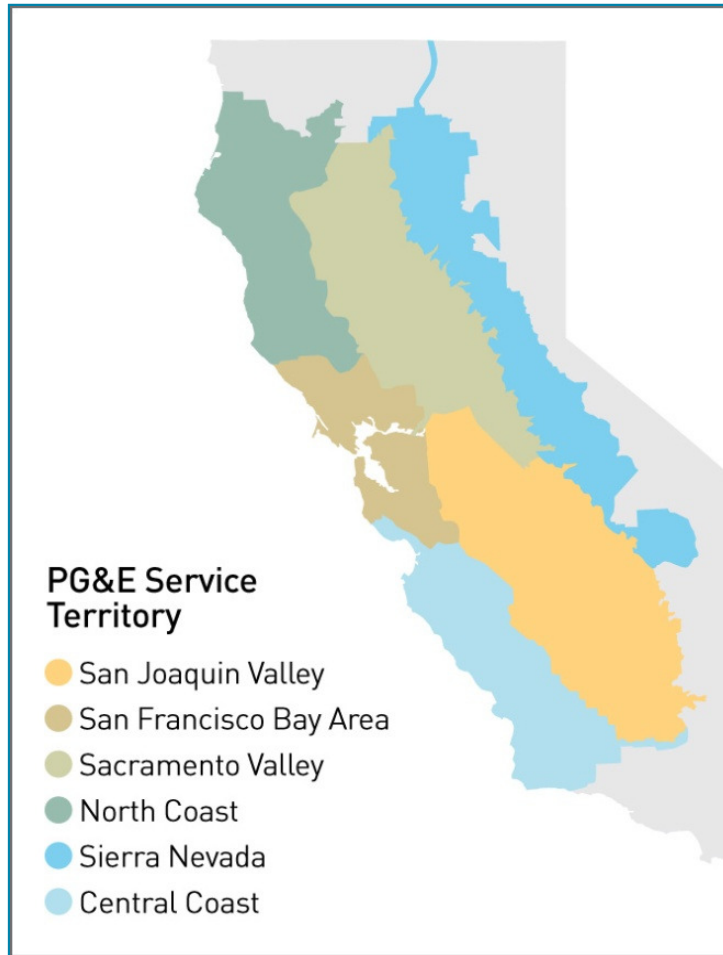 PG&E Service
Territory
San Joaquin Valley
San Francisco Bay Area
Sacramento Valley
North Coast
Sierra Nevada
Central Coast